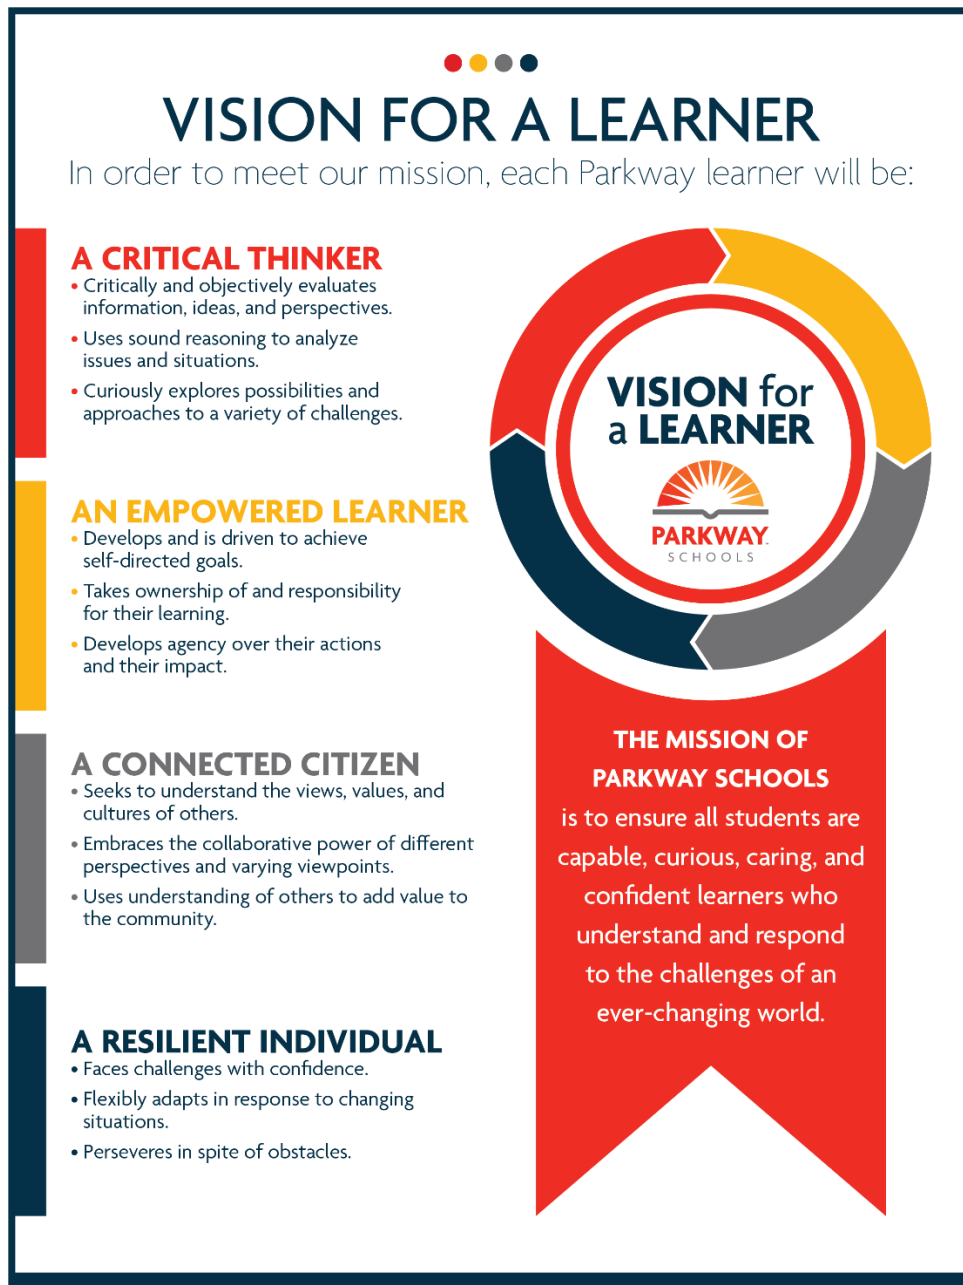 VISION FOR A LEARNER
In order to meet our mission, each Parkway learner will be:
A CRITICAL THINKER
• Critically and objectively evaluates
information, ideas, and perspectives.
• Uses sound reasoning to analyze
issues and situations.
• Curiously explores possibilities and
approaches to a variety of challenges.
AN EMPOWERED LEARNER
• Develops and is driven to achieve
self-directed goals.
• Takes ownership of and responsibility
for their learning.
• Develops agency over their actions
and their impact.
A CONNECTED CITIZEN
• Seeks to understand the views, values, and
cultures of others.
• Embraces the collaborative power of different
perspectives and varying viewpoints.
• Uses understanding of others to add value to
the community.
A RESILIENT INDIVIDUAL
• Faces challenges with confidence.
• Flexibly adapts in response to changing
situations.
• Perseveres in spite of obstacles.
VISION for
a LEARNER
PARKWAY
SCHOOLS
THE MISSION OF
PARKWAY SCHOOLS
is to ensure all students are
capable, curious, caring, and
confident learners who
understand and respond
to the challenges of an
ever-changing world.